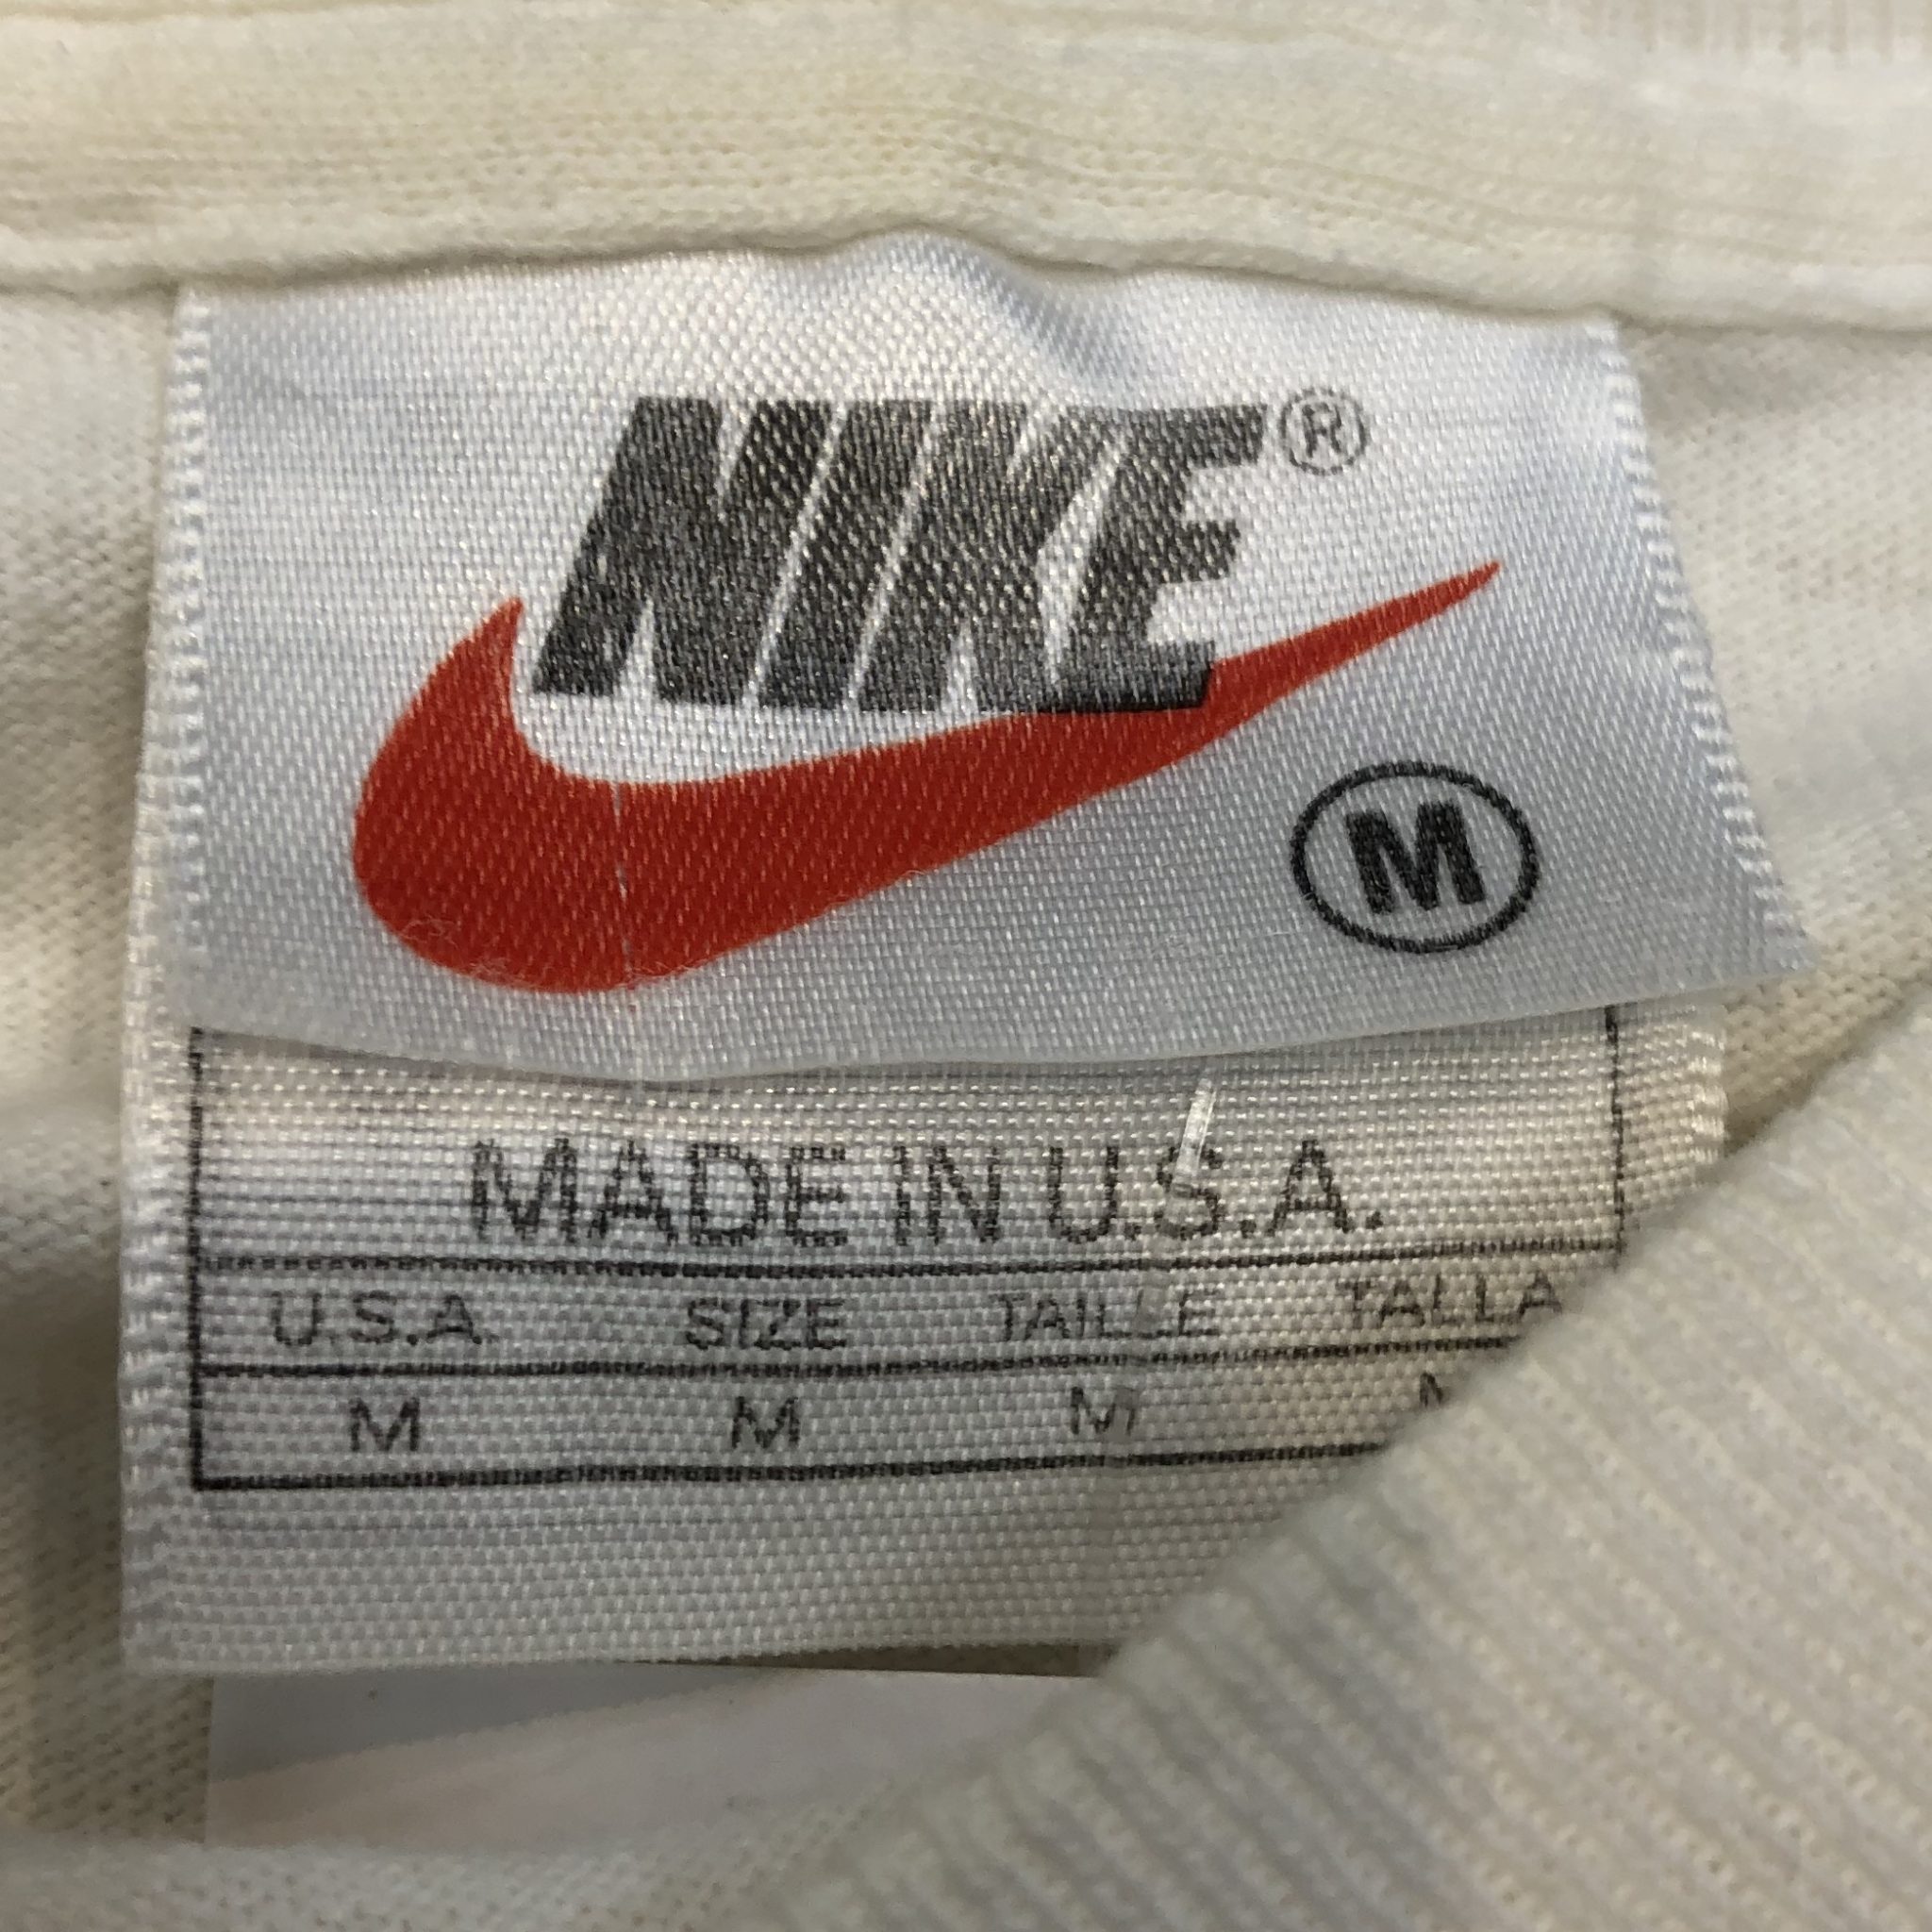 NIKE®
M
MADE IN U.S.A.
U.S.A. SIZE TAILLE TALLA
M M M M